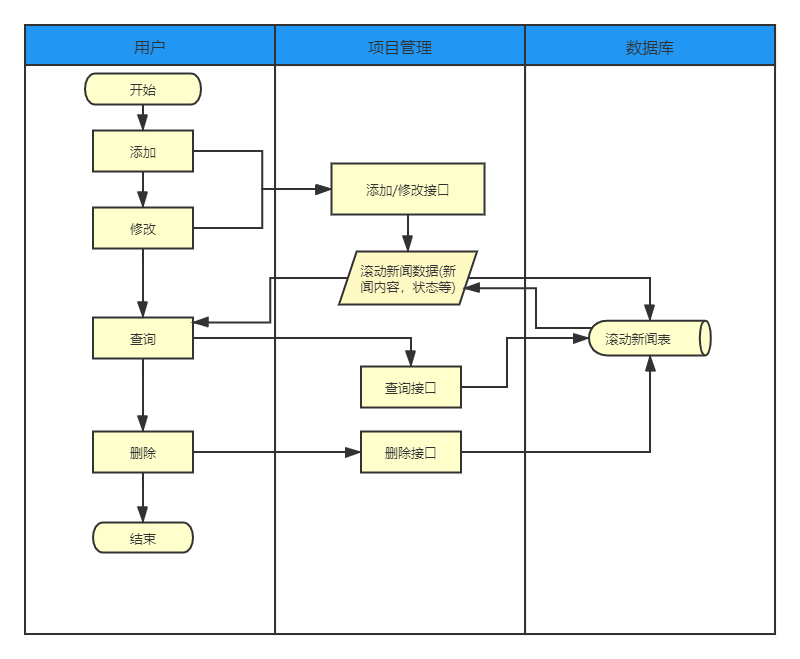 用户
项目管理
数据库
开始
添加
修改
添加/修改接口
滚动新闻数据(新
闻内容，状态等)
查询
滚动新闻表
查询接口
删除
删除接口
结束